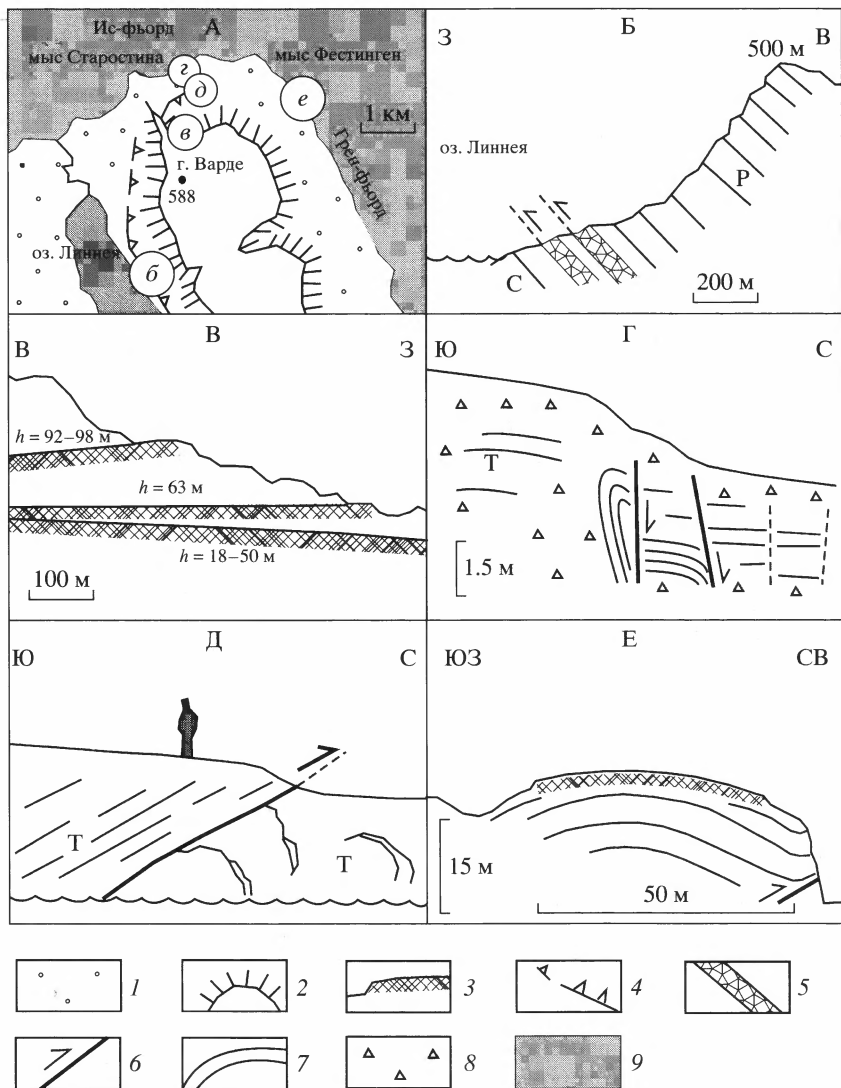 А
Ис-фьорд
мыс Старостина
мыс Фестинген
г
д
е
в
1 км
г. Варде
588
Грен-фьорд
оз. Линнея
б
Б
З
В
500 м
оз. Линнея
Р
С
200 м
В
В
З
h = 92–98 м
h = 63 м
h = 18–50 м
100 м
Г
Ю
С
Т
1.5 м
Д
Ю
С
Т
Т
Е
ЮЗ
СВ
15 м
50 м
1
2
3
4
5
6
7
8
9